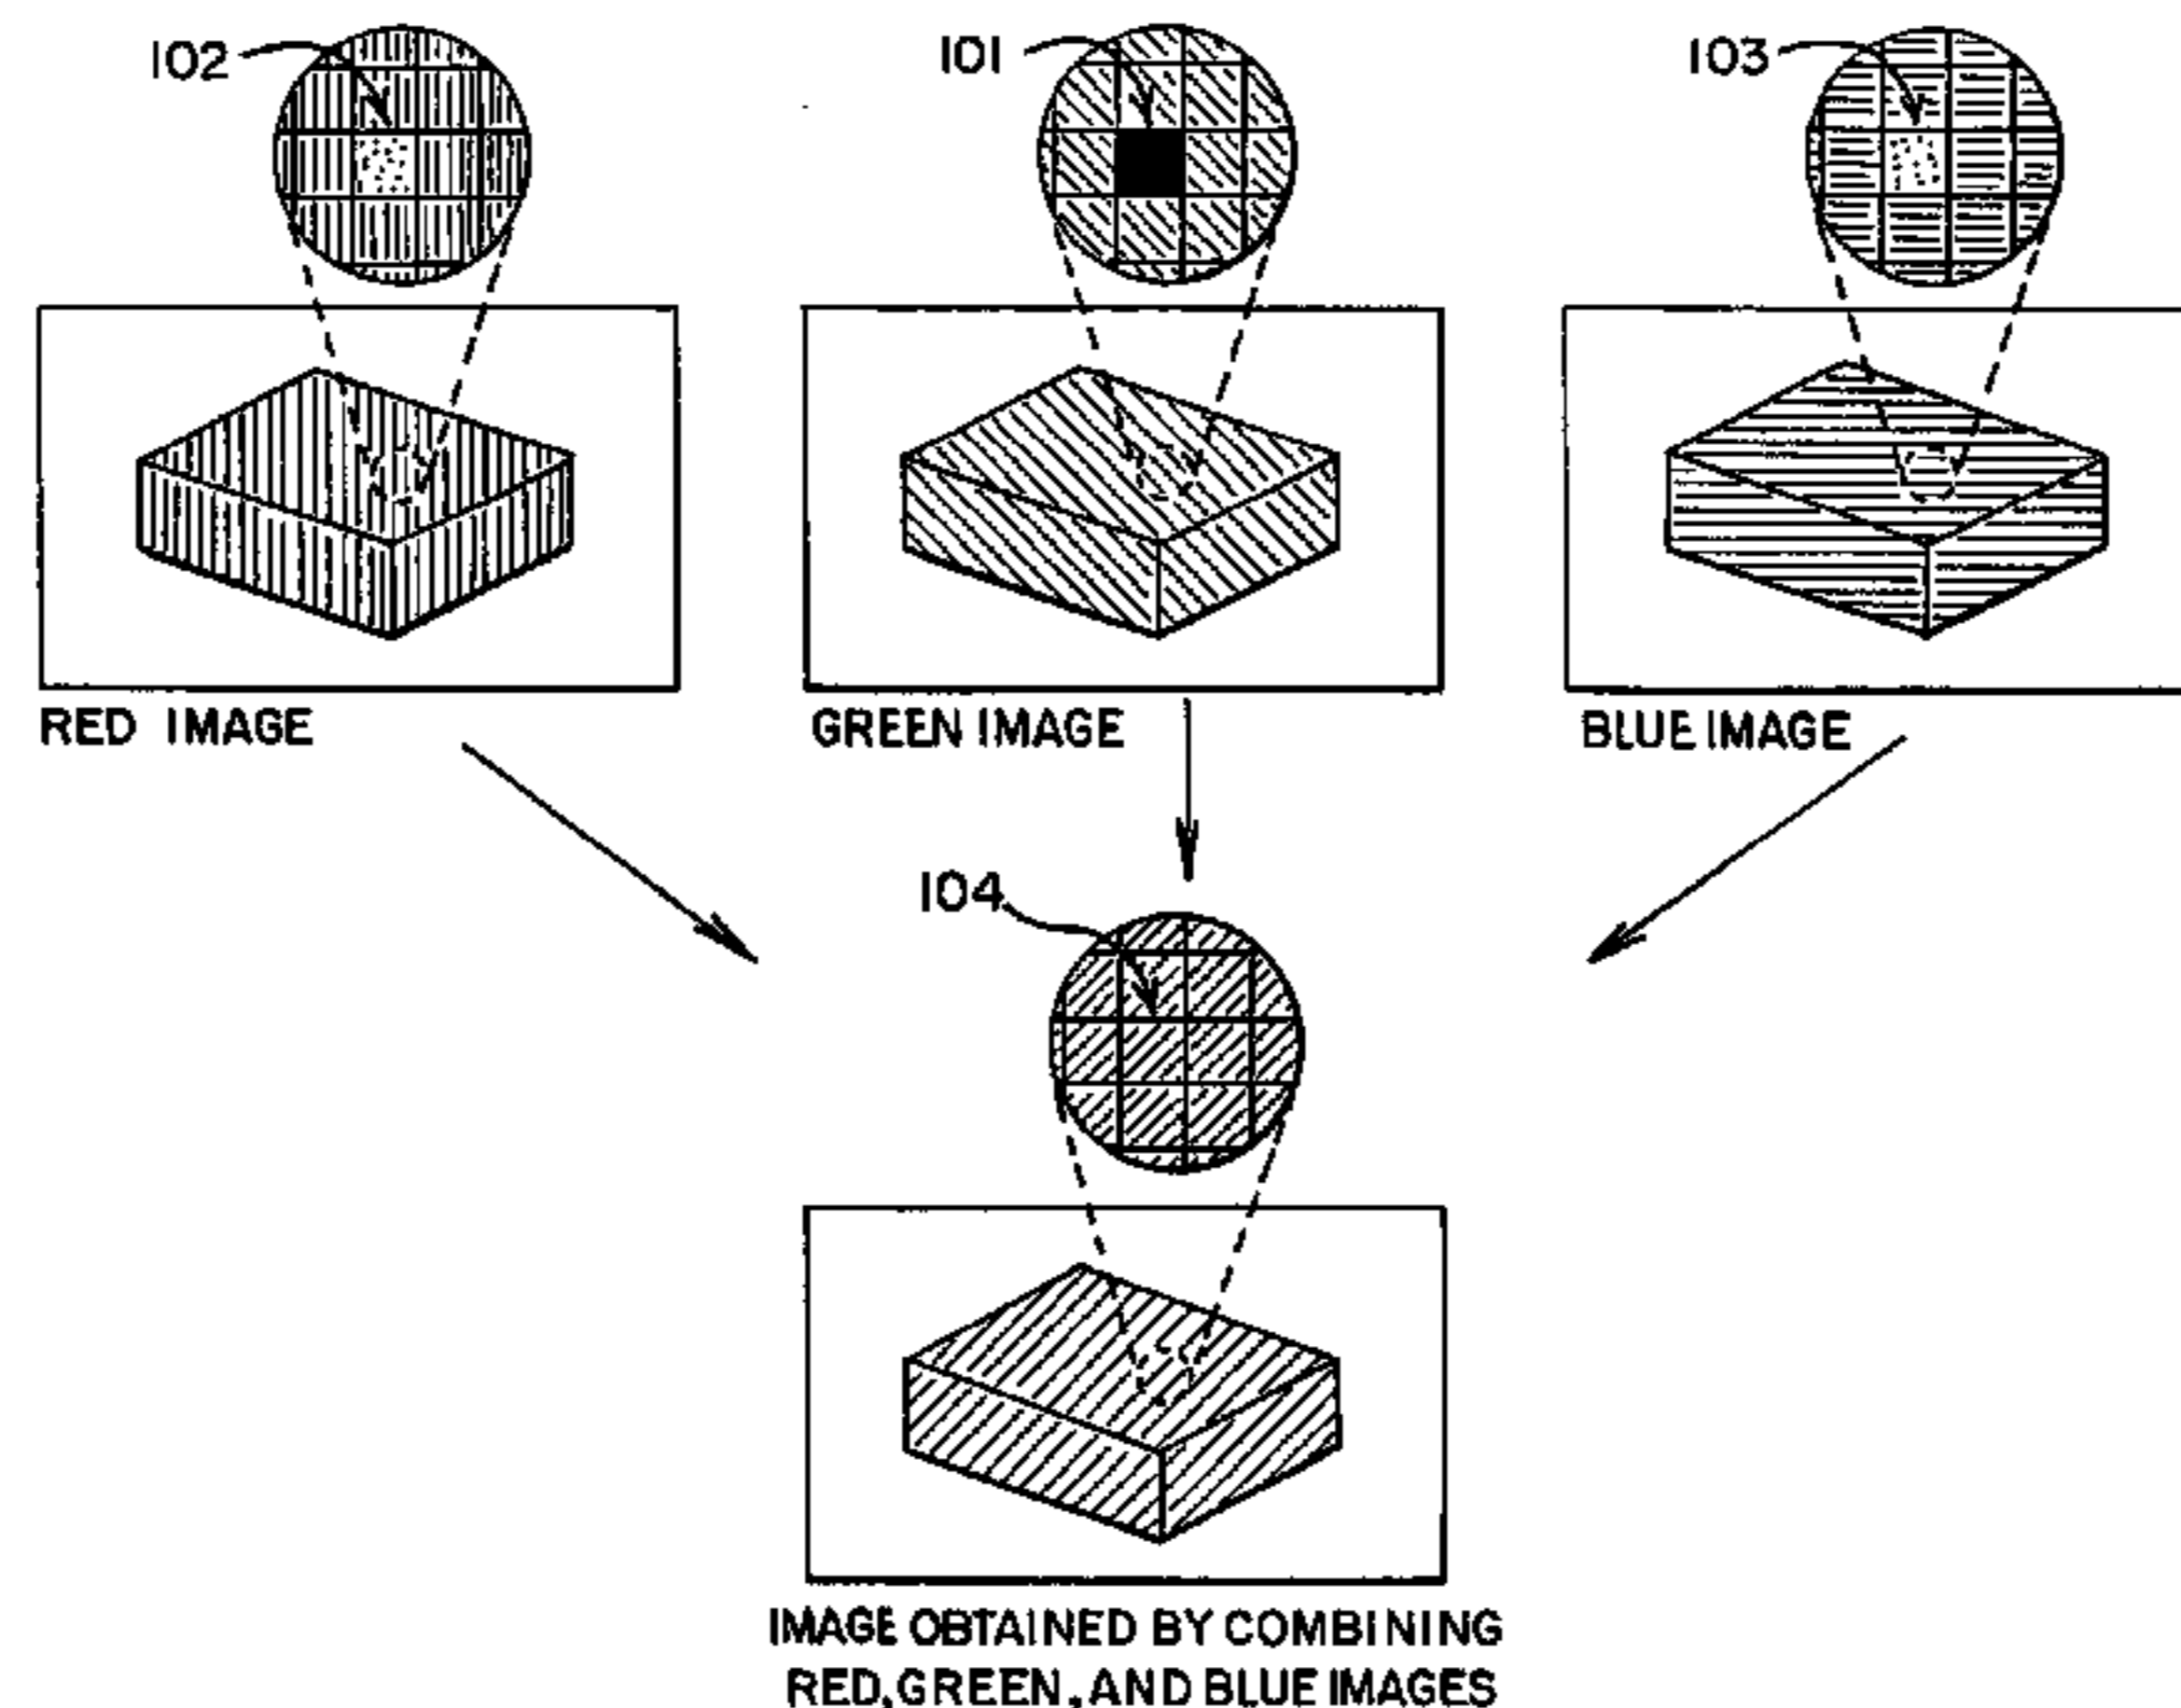 102
101
103
RED IMAGE
GREEN IMAGE
BLUE IMAGE
104
IMAGE OBTAINED BY COMBINING
RED, GREEN, AND BLUE IMAGES